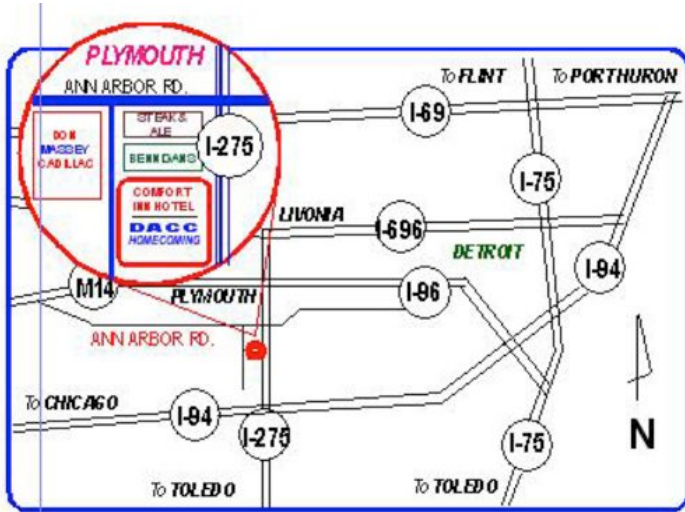 PLYMOUTH
ANN ARBOR RD.
DON
MASSEY
CADILLAC
STEAK &
ALE
BENNIGANS
I-275
COMFORT
INN HOTEL
DACC
HOMECOMING
To FLINT
To PORTHURON
I-69
I-75
LIVONIA
I-696
DETROIT
I-94
M14
PLYMOUTH
I-96
ANN ARBOR RD.
To CHICAGO
I-94
I-275
I-75
N
To TOLEDO
To TOLEDO